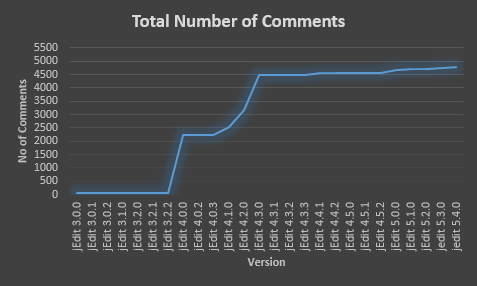 Total Number of Comments
5500
5000
4500
4000
3500
3000
2500
2000
1500
1000
500
0
No of Comments
jEdit 3.0.0
jEdit 3.0.1
jEdit 3.0.2
jEdit 3.1.0
jEdit 3.2.0
jEdit 3.2.1
jEdit 3.2.2
jEdit 4.0.0
jEdit 4.0.2
jEdit 4.0.3
jEdit 4.1.0
jEdit 4.2.0
jEdit 4.3.0
jEdit 4.3.1
jEdit 4.3.2
jEdit 4.3.3
jEdit 4.4.1
jEdit 4.4.2
jEdit 4.5.0
jEdit 4.5.1
jEdit 4.5.2
jEdit 5.0.0
jEdit 5.1.0
jEdit 5.2.0
jedit 5.3.0
jedit 5.4.0
Version